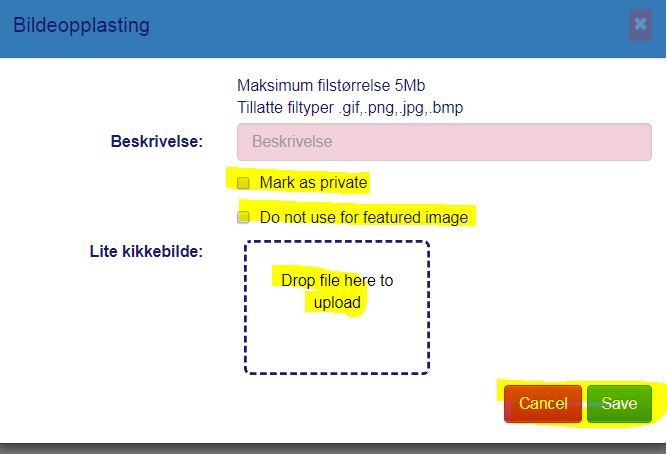 Bildeopplasting
Maksimum filstørrelse 5Mb
Tillatte filtyper .gif,.png,.jpg,.bmp
Beskrivelse:
Beskrivelse
Mark as private
Do not use for featured image
Lite kikkebilde:
Drop file here to
upload
Cancel
Save